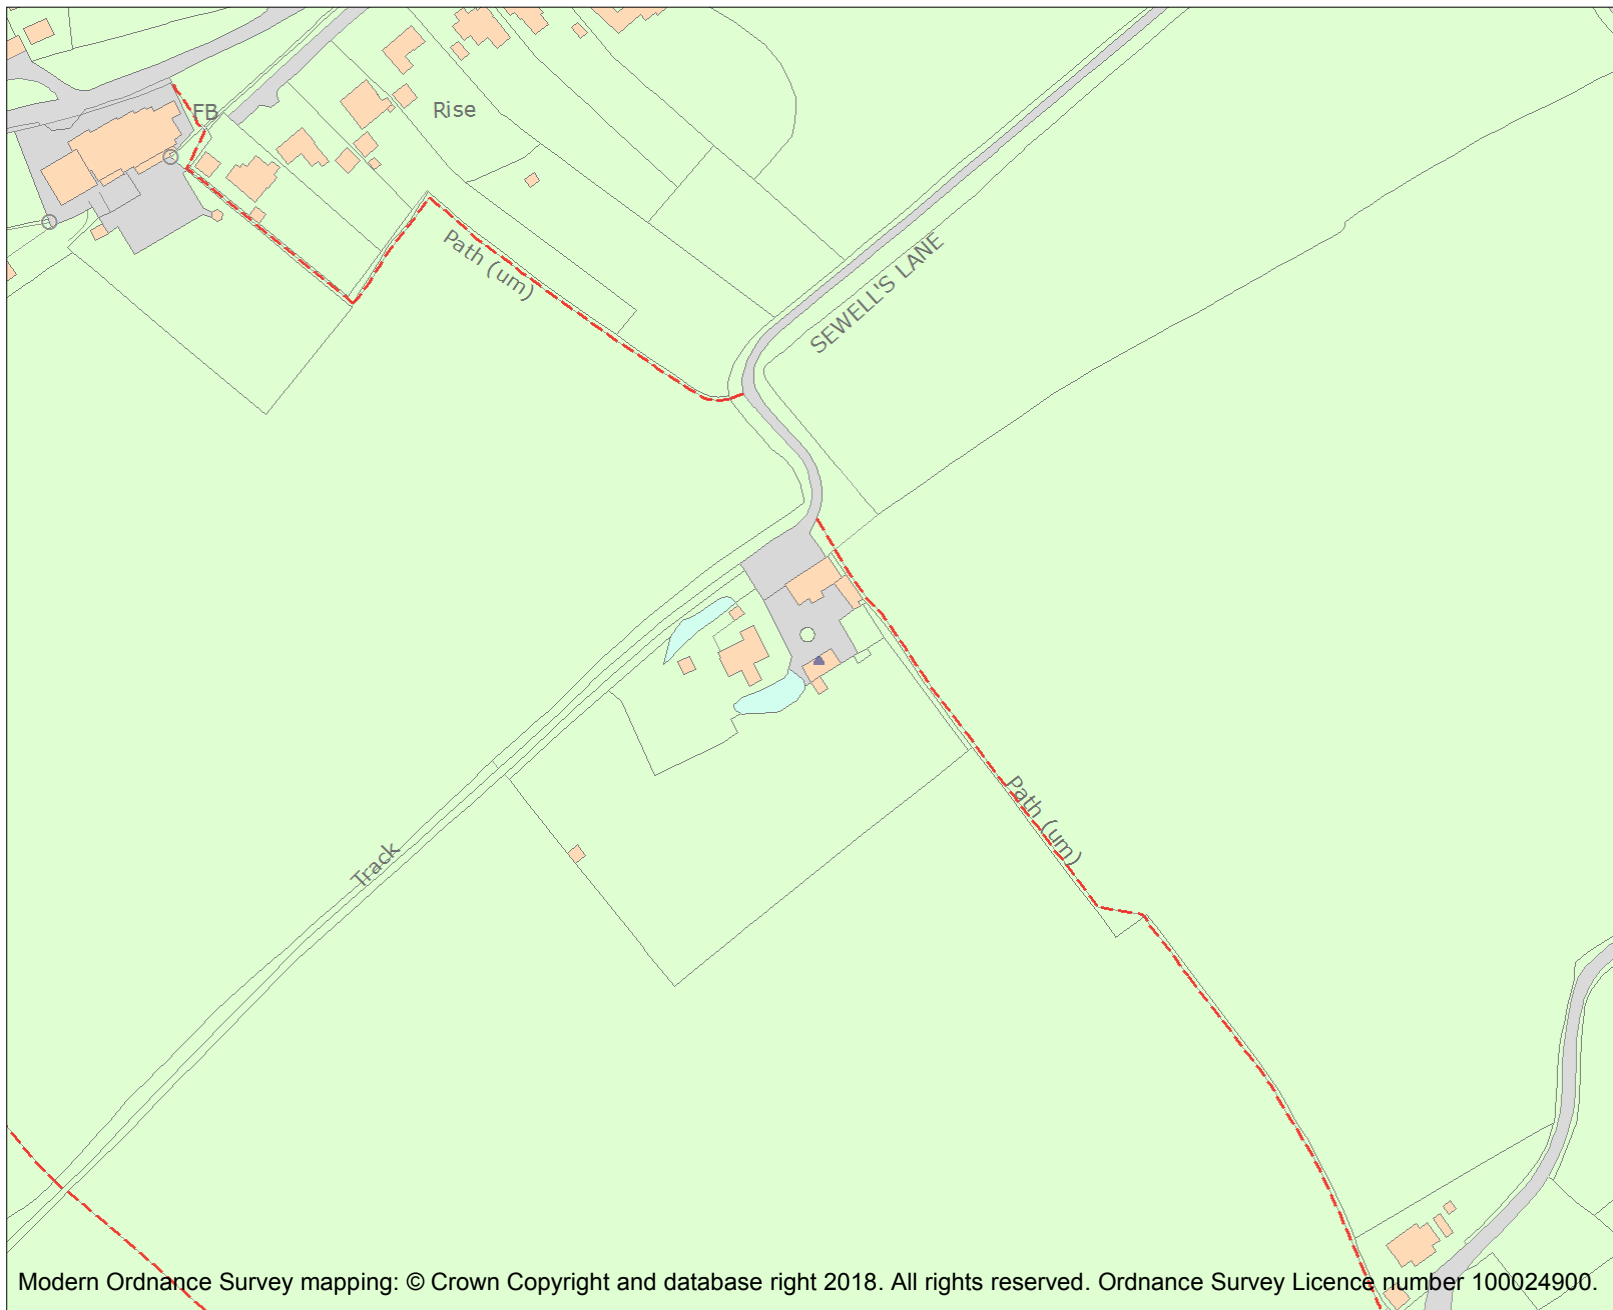 FB
Rise
Path (um)
SEWELL'S LANE
Path (um)
Track
Modern Ordnance Survey mapping: © Crown Copyright and database right 2018. All rights reserved. Ordnance Survey Licence number 100024900.